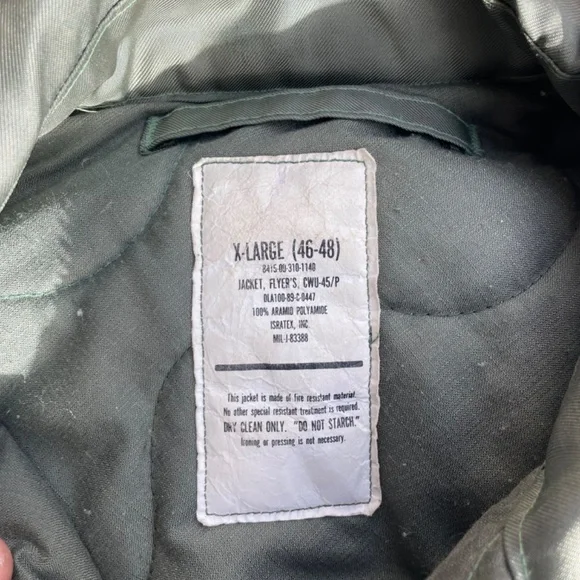 X-LARGE (46-48)
8415-00-310-1140
JACKET, FLYER'S, CWU-45/P
DLA100-89-C-0447
100% ARAMID POLYAMIDE
ISRATEX, INC.
MIL-J-83388
This jacket is made of fire resistant material.
No other special resistant treatment is required.
DRY CLEAN ONLY. "DO NOT STARCH."
Ironing or pressing is not necessary.